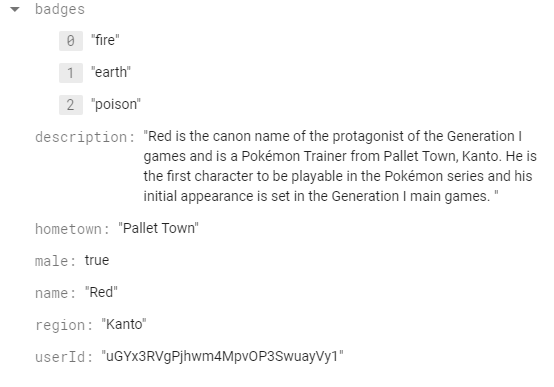 badges
0 "fire"
1 "earth"
2 "poison"
description: "Red is the canon name of the protagonist of the Generation I
games and is a Pokémon Trainer from Pallet Town, Kanto. He is
the first character to be playable in the Pokémon series and his
initial appearance is set in the Generation I main games. "
hometown: "Pallet Town"
male: true
name: "Red"
region: "Kanto"
userId: "uGYx3RVgPjhwm4MpvOP3SwuayVy1"